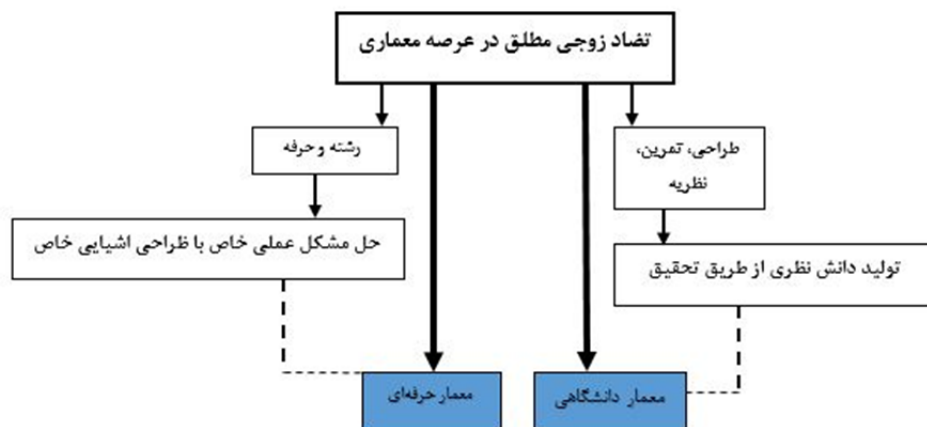 تضاد زوجی مطلق در عرصه معماری
طراحی، تمرین،
نظریه
رشته و حرفه
تولید دانش نظری از طریق تحقیق
حل مشکل عملی خاص با ظراحی اشیایی خاص
معمار دانشگاهی
معمار حرفه‌ای